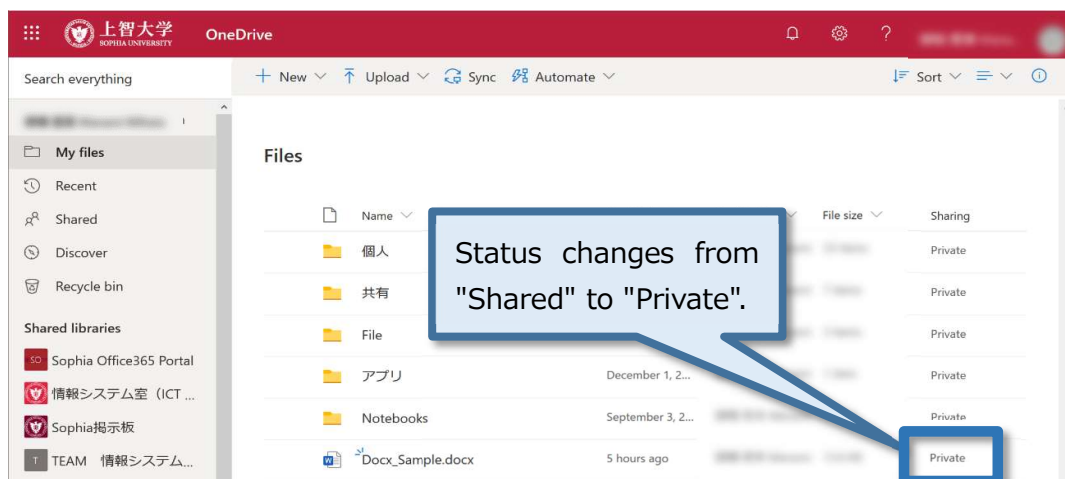 上智大学
SOPHIA UNIVERSITY
OneDrive
?
Search everything
New
Upload
Sync
Automate
Sort
My files
Recent
Shared
Discover
Recycle bin
Shared libraries
SO Sophia Office365 Portal
情報システム室（ICT ...
Sophia掲示板
T TEAM 情報システム...
Files
Name
File size
Sharing
個人
Private
共有
Private
File
Private
アプリ
December 1, 2...
Private
Notebooks
September 3, 2...
Private
Docx_Sample.docx
5 hours ago
Private
Status changes from
"Shared" to "Private".